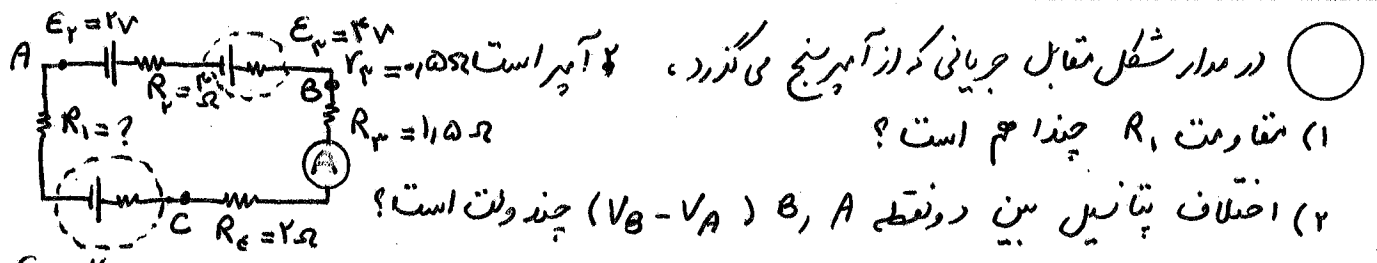 در مدار شکل مقابل جریانی که از آمپرسنج می گذرد، ۲ آمپر است
۱) مقاومت R₁ چند اهم است؟
۲) اختلاف پتانسیل بین دو نقطه A و B (V_B - V_A) چند ولت است؟
ε₂ = ۲v
ε₃ = ۴v
A
r₃ = ۰,۵Ω
R₂ = ۳Ω
B
R₁ = ?
R₃ = ۱,۵Ω
A
C
R₄ = ۲Ω